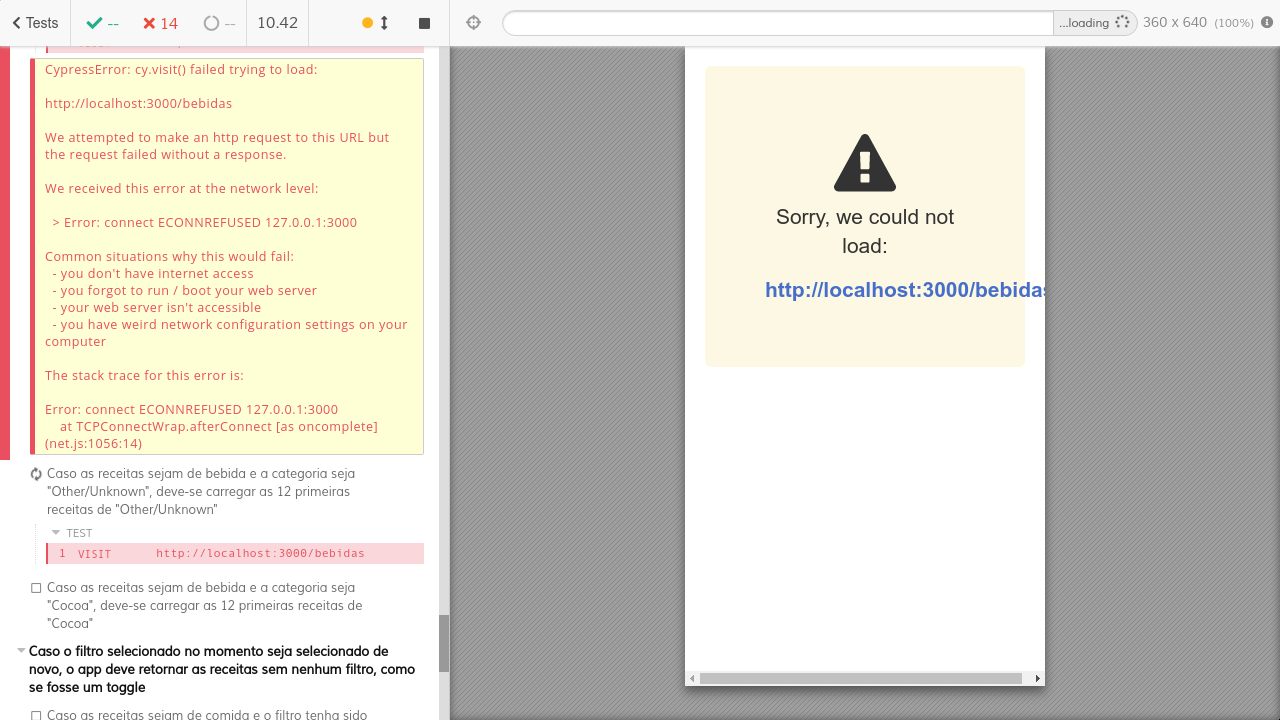 Tests
--
14
--
10.42
...loading
360 x 640 (100%)
CypressError: cy.visit() failed trying to load:
http://localhost:3000/bebidas
We attempted to make an http request to this URL but
the request failed without a response.
We received this error at the network level:
> Error: connect ECONNREFUSED 127.0.0.1:3000
Common situations why this would fail:
- you don't have internet access
- you forgot to run / boot your web server
- your web server isn't accessible
- you have weird network configuration settings on your
computer
The stack trace for this error is:
Error: connect ECONNREFUSED 127.0.0.1:3000
at TCPConnectWrap.afterConnect [as oncomplete]
(net.js:1056:14)
Caso as receitas sejam de bebida e a categoria seja
"Other/Unknown", deve-se carregar as 12 primeiras
receitas de "Other/Unknown"
TEST
1 VISIT http://localhost:3000/bebidas
Caso as receitas sejam de bebida e a categoria seja
"Cocoa", deve-se carregar as 12 primeiras receitas de
"Cocoa"
Caso o filtro selecionado no momento seja selecionado de
novo, o app deve retornar as receitas sem nenhum filtro, como
se fosse um toggle
Caso as receitas sejam de comida e o filtro tenha sido
Sorry, we could not
load:
http://localhost:3000/bebidas